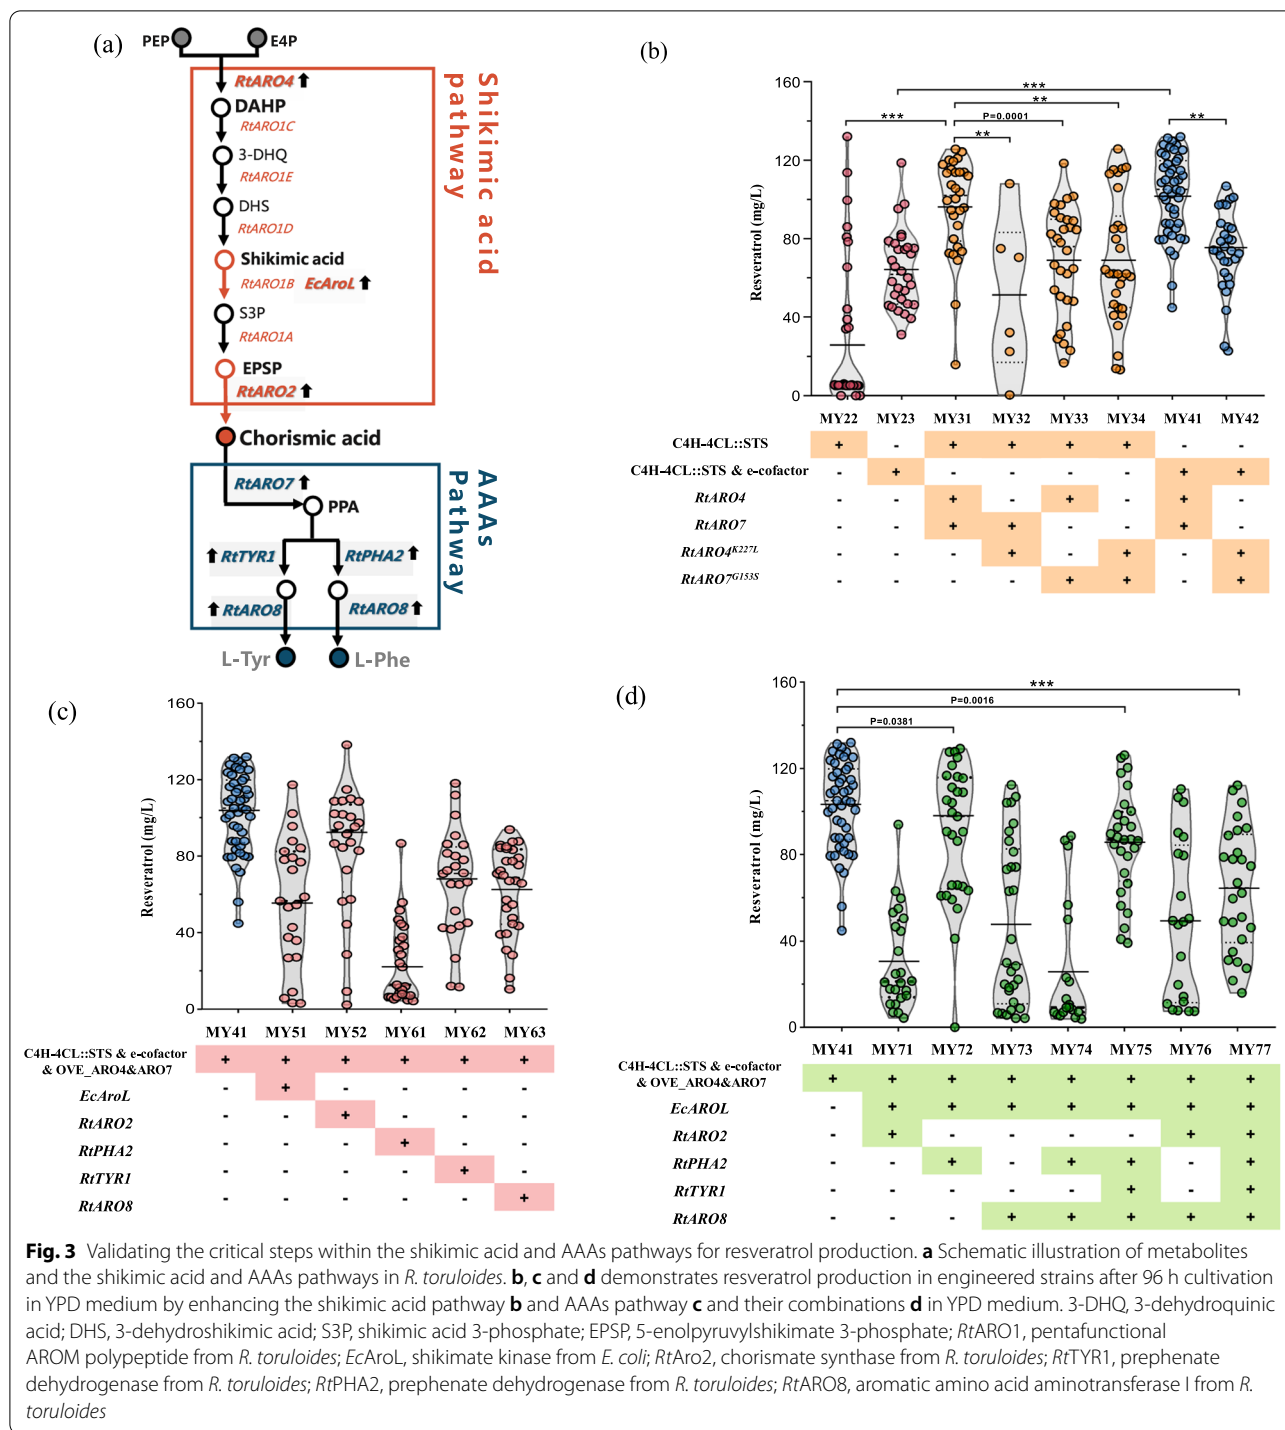 (a)
PEP E4P
RtARO4
DAHP
RtARO1C
3-DHQ
RtARO1E
DHS
RtARO1D
Shikimic acid
RtARO1B EcAroL
S3P
RtARO1A
EPSP
RtARO2
Chorismic acid
RtARO7
PPA
RtTYR1 RtPHA2
RtARO8 RtARO8
L-Tyr L-Phe
Shikimic acid
pathway
AAAs
Pathway
(b)
Resveratrol (mg/L)
160
120
80
40
0
***
**
P=0.0001
*** ** **
MY22 MY23 MY31 MY32 MY33 MY34 MY41 MY42
C4H-4CL::STS + - + + + + - -
C4H-4CL::STS & e-cofactor - + - - - - + +
RtARO4 - - + - + - + -
RtARO7 - - + + - - + -
RtARO4K227L - - - + - + - +
RtARO7G153S - - - - + + - +
(c)
Resveratrol (mg/L)
160
120
80
40
0
MY41 MY51 MY52 MY61 MY62 MY63
C4H-4CL::STS & e-cofactor
& OVE_ARO4&ARO7 + + + + + +
EcAroL - + - - - -
RtARO2 - - + - - -
RtPHA2 - - - + - -
RtTYR1 - - - - + -
RtARO8 - - - - - +
(d)
Resveratrol (mg/L)
160
120
80
40
0
***
P=0.0016
P=0.0381
MY41 MY71 MY72 MY73 MY74 MY75 MY76 MY77
C4H-4CL::STS & e-cofactor
& OVE_ARO4&ARO7 + + + + + + + +
EcAROL - + + + + + + +
RtARO2 - + - - - - + +
RtPHA2 - - + - + + - +
RtTYR1 - - - - - + - +
RtARO8 - - - + + + + +
Fig. 3 Validating the critical steps within the shikimic acid and AAAs pathways for resveratrol production. a Schematic illustration of metabolites
and the shikimic acid and AAAs pathways in R. toruloides. b, c and d demonstrates resveratrol production in engineered strains after 96 h cultivation
in YPD medium by enhancing the shikimic acid pathway b and AAAs pathway c and their combinations d in YPD medium. 3-DHQ, 3-dehydroquinic
acid; DHS, 3-dehydroshikimic acid; S3P, shikimic acid 3-phosphate; EPSP, 5-enolpyruvylshikimate 3-phosphate; RtARO1, pentafunctional
AROM polypeptide from R. toruloides; EcAroL, shikimate kinase from E. coli; RtAro2, chorismate synthase from R. toruloides; RtTYR1, prephenate
dehydrogenase from R. toruloides; RtPHA2, prephenate dehydrogenase from R. toruloides; RtARO8, aromatic amino acid aminotransferase I from R.
toruloides